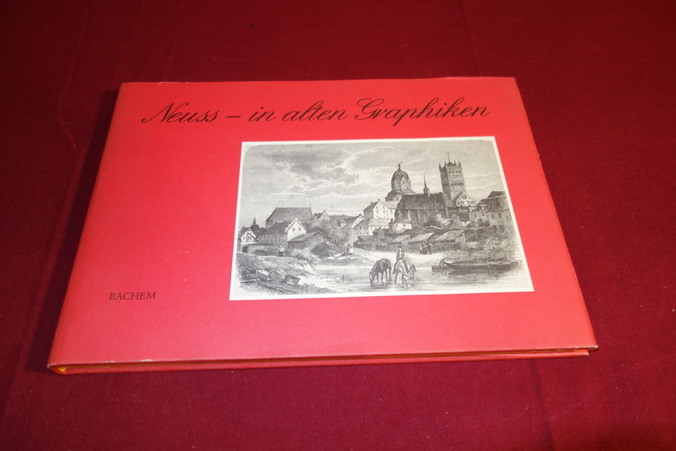 Neuss – in alten Graphiken
BACHEM